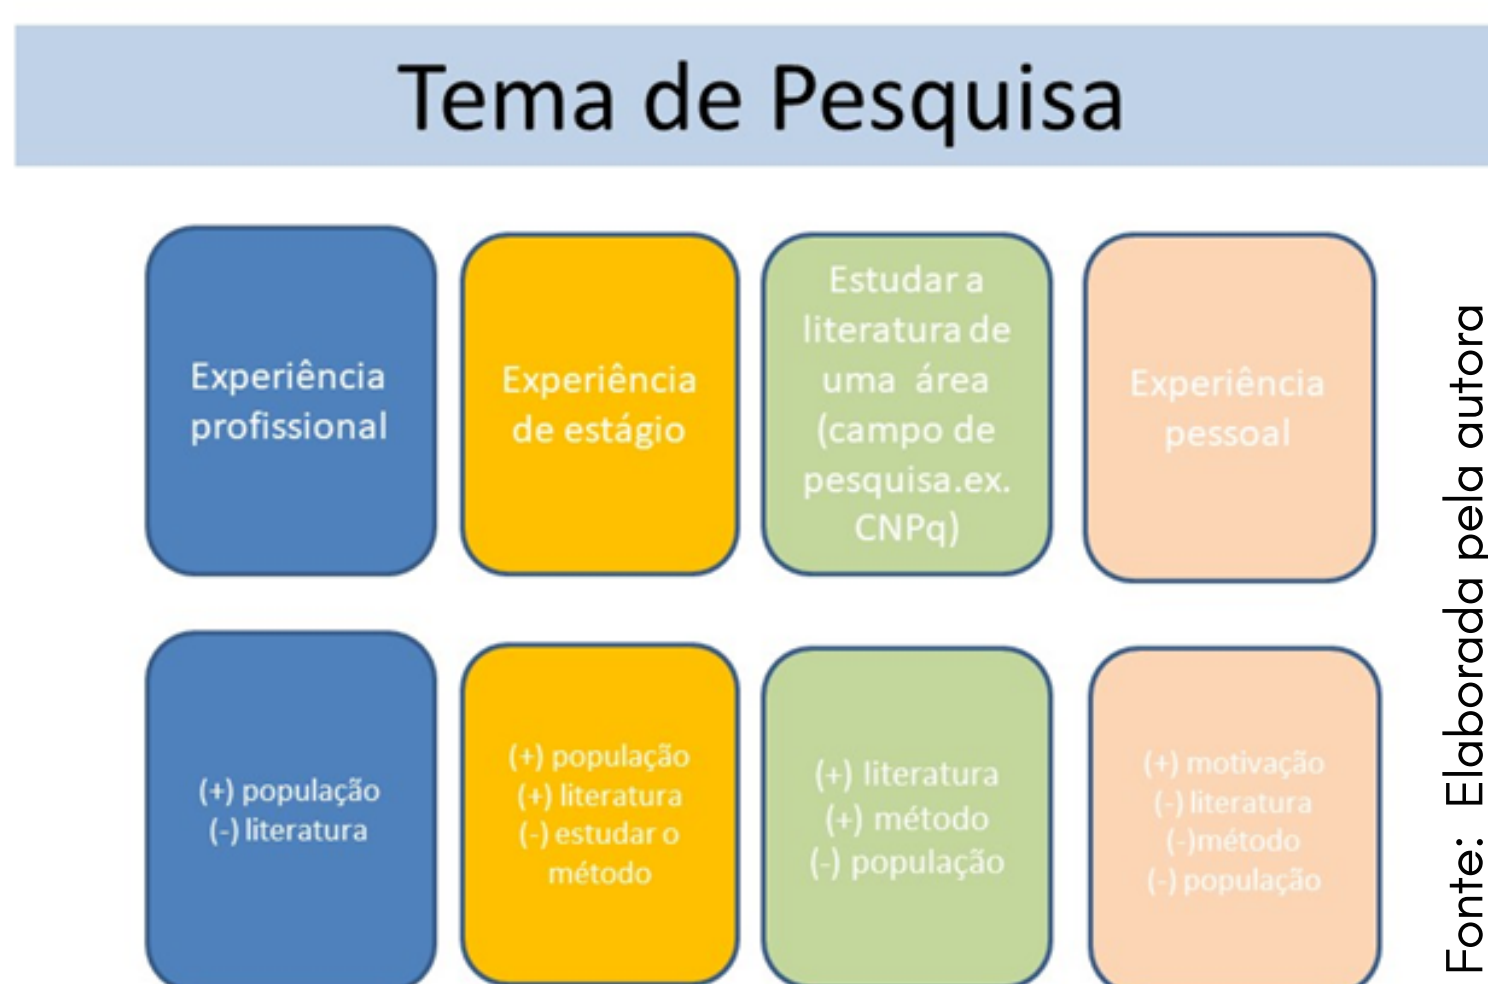 Tema de Pesquisa
Experiência
profissional
Experiência
de estágio
Estudar a
literatura de
uma área
(campo de
pesquisa.ex.
CNPq)
Experiência
pessoal
(+) população
(-) literatura
(+) população
(+) literatura
(-) estudar o
método
(+) literatura
(+) método
(-) população
(+) motivação
(-) literatura
(-)método
(-) população
Fonte: Elaborada pela autora